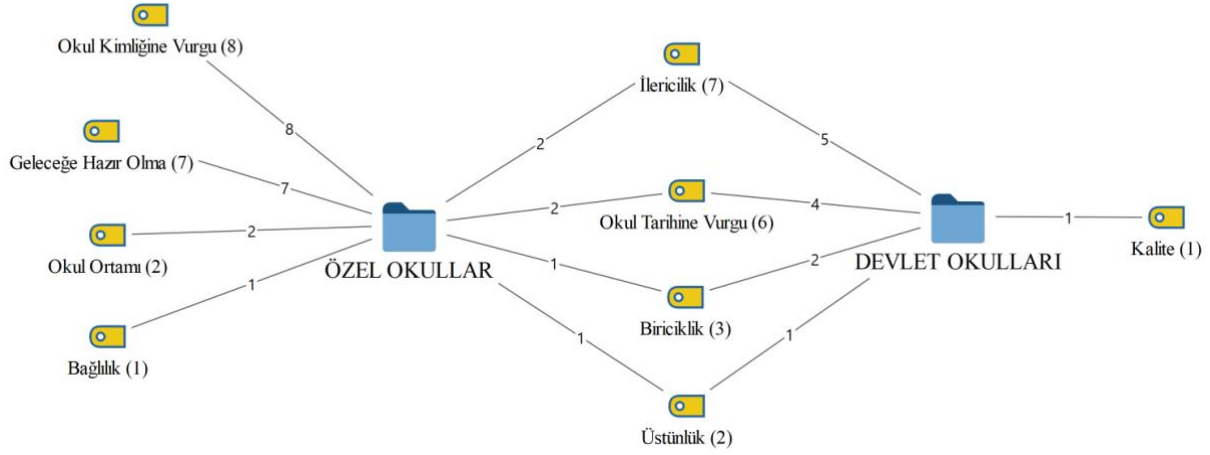 Okul Kimliğine Vurgu (8)
8
Geleceğe Hazır Olma (7)
7
Okul Ortamı (2)
2
Bağlılık (1)
1
ÖZEL OKULLAR
İlericilik (7)
2
5
Okul Tarihine Vurgu (6)
2
4
Biriciklik (3)
1
2
Üstünlük (2)
1
1
DEVLET OKULLARI
1
Kalite (1)